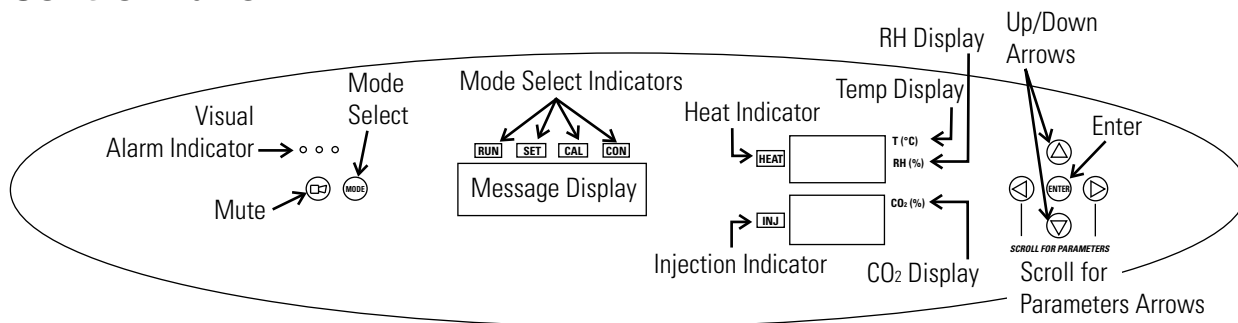 RH Display
Up/Down
Arrows
Mode
Select
Mode Select Indicators
Temp Display
Visual
Alarm Indicator
Heat Indicator
Enter
RUN SET CAL CON
T (°C)
HEAT
RH (%)
Message Display
MODE
ENTER
Mute
CO₂ (%)
INJ
SCROLL FOR PARAMETERS
Injection Indicator
CO₂ Display
Scroll for
Parameters Arrows